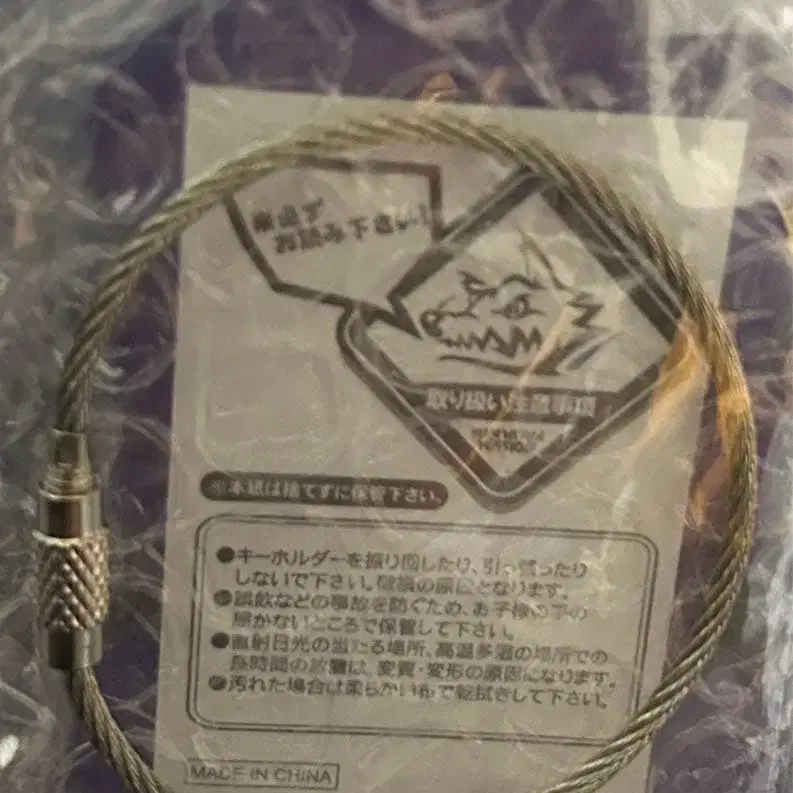 必ず
お読み下さい!
取り扱い注意事項
※本紙は捨てずに保管下さい。
●キーホルダーを振り回したり、引っ張ったり
しないで下さい。破損の原因となります。
●誤飲などの事故を防ぐため、お子様の手の
届かないところで保管して下さい。
●直射日光の当たる場所、高温多湿の場所での
長時間の放置は、変質・変形の原因になります。
●汚れた場合は柔らかい布で乾拭きして下さい。
MADE IN CHINA